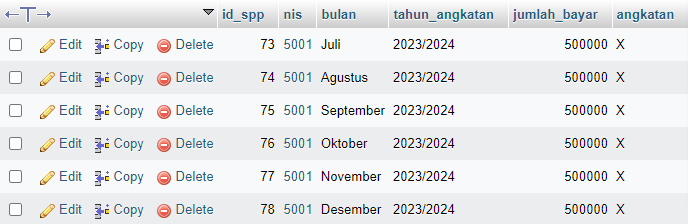 id_spp nis bulan tahun_angkatan jumlah_bayar angkatan
Edit Copy Delete 73 5001 Juli 2023/2024 500000 X
Edit Copy Delete 74 5001 Agustus 2023/2024 500000 X
Edit Copy Delete 75 5001 September 2023/2024 500000 X
Edit Copy Delete 76 5001 Oktober 2023/2024 500000 X
Edit Copy Delete 77 5001 November 2023/2024 500000 X
Edit Copy Delete 78 5001 Desember 2023/2024 500000 X